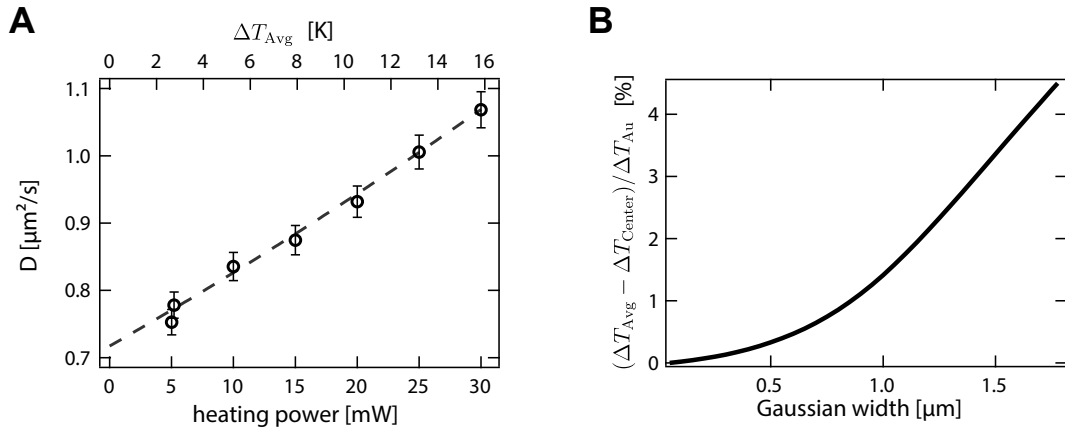 A
ΔT_Avg [K]
0 2 4 6 8 10 12 14 16
1.1
1.0
0.9
0.8
0.7
D [µm²/s]
0 5 10 15 20 25 30
heating power [mW]
B
(ΔT_Avg − ΔT_Center)/ΔT_Au [%]
4
3
2
1
0
0.5 1.0 1.5
Gaussian width [µm]